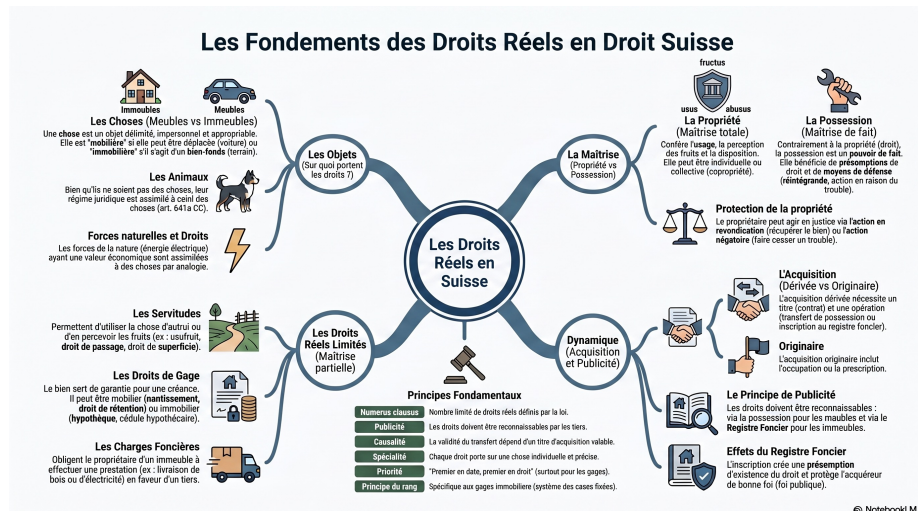 Les Fondements des Droits Réels en Droit Suisse
Immoubles
Meubles
Les Choses (Meubles vs Immeubles)
Une chose est un objet délimité, impersonnel et appropriable.
Elle est "mobilière" si elle peut être déplacée (voiture) ou
"immobilière" s'il s'agit d'un bien-fonds (terrain).
Les Animaux
Bien qu'ils ne soient pas des choses, leur
régime juridique est assimilé à ceinl des
choses (art. 641a CC).
Forces naturelles et Droits
Les forces de la nature (énergie électrique)
ayant une valeur économique sont assimilées
à des choses par analogie.
Les Objets
(Sur quoi portent
les droits 7)
La Maîtrise
(Propriété vs
Possession)
fructus
usus
abusus
La Propriété
(Maîtrise totale)
Confère l'usage, la perception
des fruits et la disposition.
Elle peut être individuelle ou
collective (copropriété).
La Possession
(Maîtrise de fait)
Contrairement à la propriété (droit),
la possession est un pouvoir de fait.
Elle bénéficie de présomptions de
droit et de moyens de défense
(réintégrande, action en raison du
trouble).
Protection de la propriété
Le propriétaire peut agir en justice via l'action en
revondication (récupérer le bien) ou l'action
négatoire (faire cesser un trouble).
Les Droits
Réels en
Suisse
Les Servitudes
Permettent d'utiliser la chose d'autrui ou
d'en percevoir les fruits (ex : usufruit,
droit de passage, droit de superficie).
Les Droits de Gage
Le bien sert de garantie pour une créance.
Il peut être mobilier (nantissement,
droit de rétention) ou immobilier
(hypothèque, cédule hypothécaire).
Les Charges Foncières
Obligent le propriétaire d'un immeuble à
effectuer une prestation (ex : livraison de
bois ou d'électricité) en faveur d'un tiers.
Les Droits
Réels Limités
(Maîtrise
partielle)
Principes Fondamentaux
Numerus clausus Nombre limité de droits réels définis par la loi.
Publicité Les droits doivent être reconnaisables par les tiers.
Causalité La validité du transfert dépend d'un titre d'acquisition valable.
Spécialité Chaque droit porte sur une chose individuelle et précise.
Priorité "Premier en date, premier en droit" (surtout pour les gages).
Principe du rang Spécifique aux gages immobiliere (système des cases fixées).
Dynamique
(Acquisition
et Publicité)
L'Acquisition
(Dérivée vs Originaire)
L'acquisition dérivée nécessite un
titre (contrat) et une opération
(transfert de possession ou
inscription au registre foncler).
Originaire
L'acquisition originaire inclut
l'occupation ou la prescription.
Le Principe de Publicité
Les droits doivent être reconnaisables :
via la possession pour les maubles et via le
Registre Foncier pour les immeubles.
Effets du Registre Foncier
L'inscription crée une présemption
d'existence du droit et protège l'acquéreur
de bonne foi (foi publique).
NotebookLM